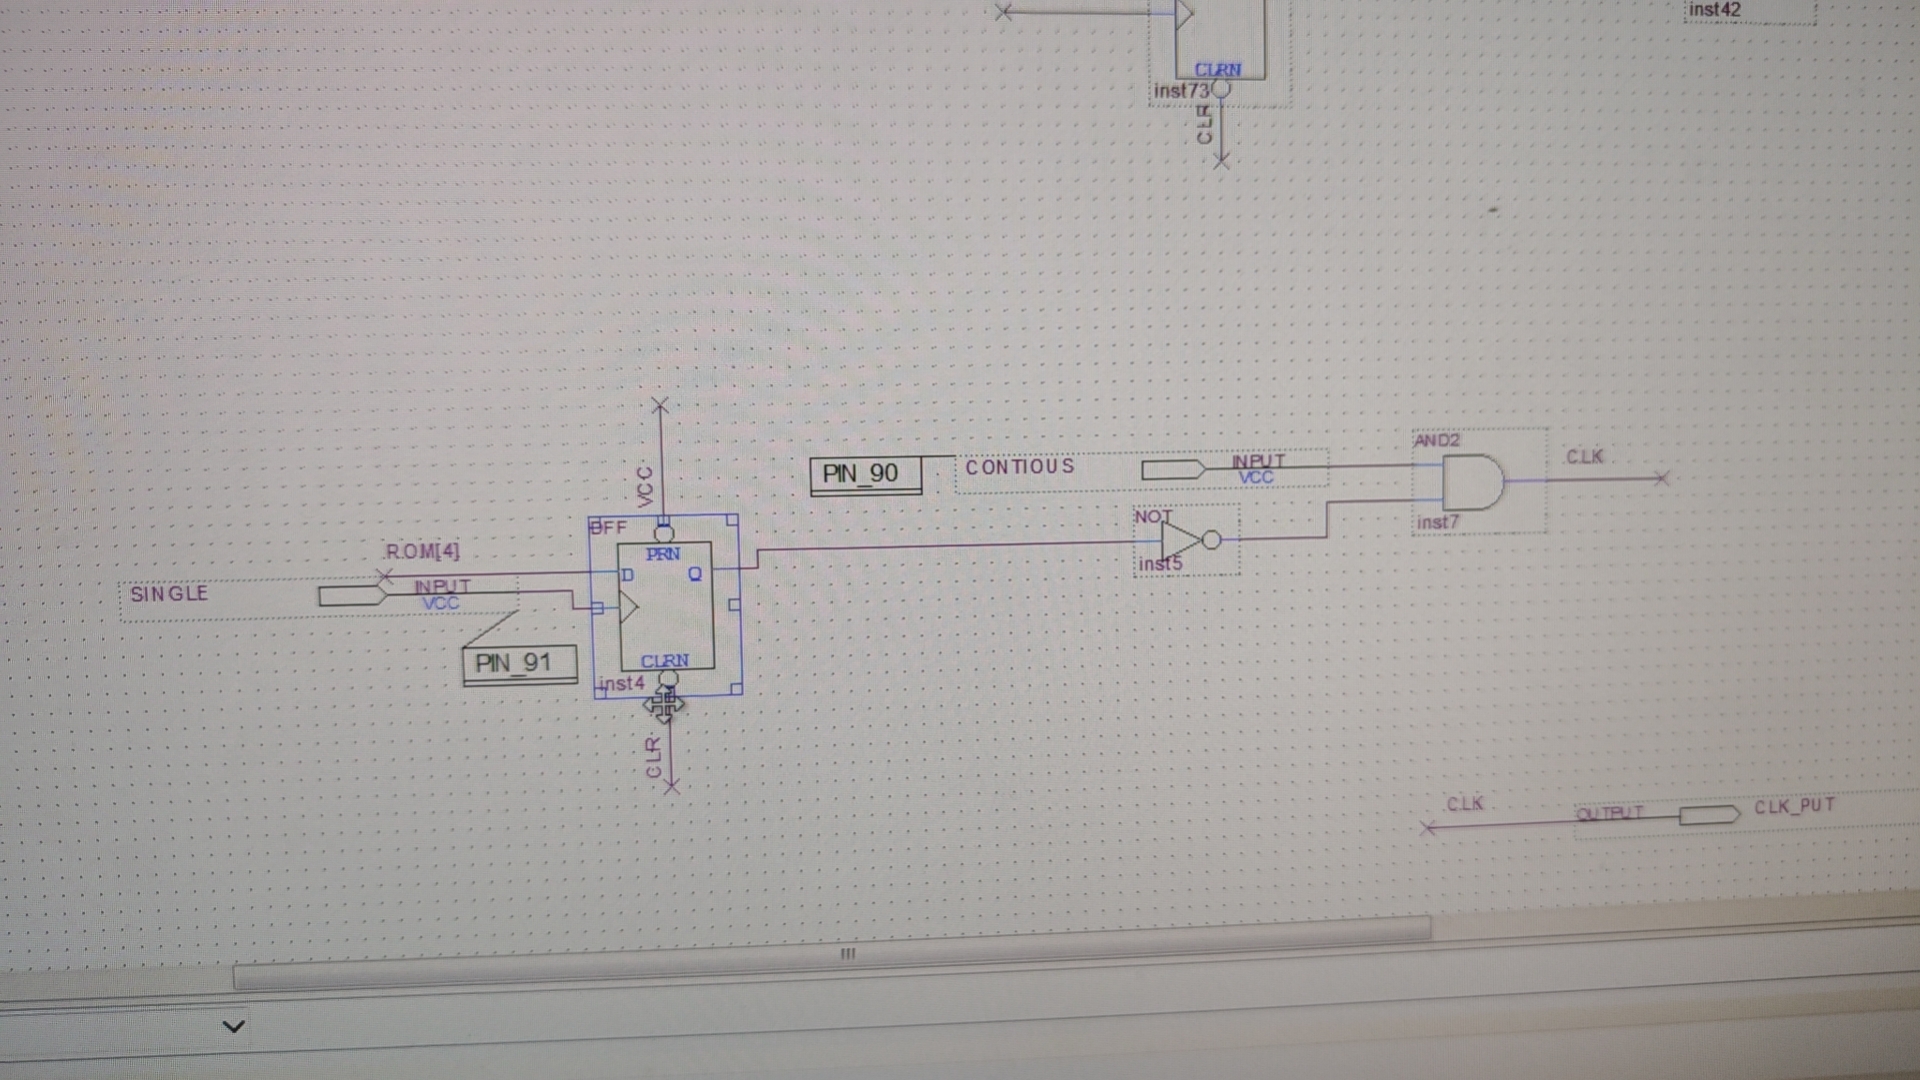 inst42
CLRN
inst73
CLR
VCC
DFF
PRN
D
Q
CLRN
inst4
CLR
ROM[4]
SINGLE
INPUT
VCC
PIN_91
PIN_90
CONTIOUS
INPUT
VCC
NOT
inst5
AND2
inst7
CLK
CLK
OUTPUT
CLK_PUT